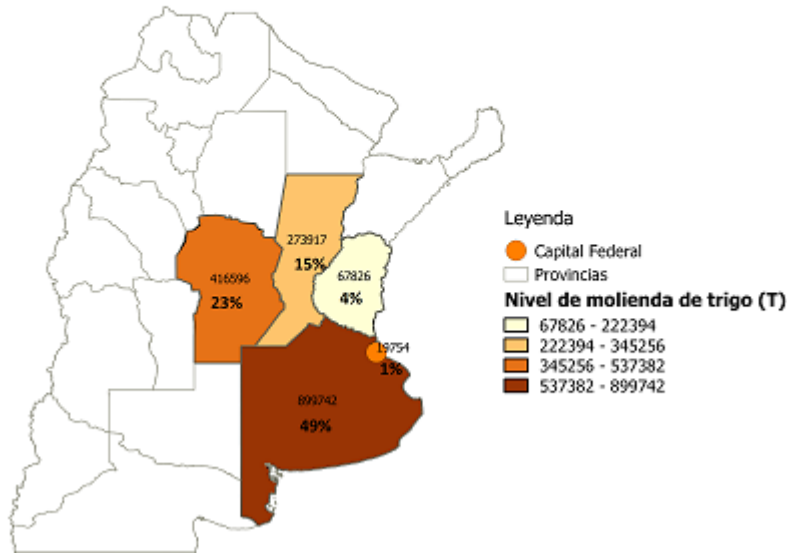 273917
15%
67826
4%
416596
23%
19754
1%
899742
49%
Leyenda
Capital Federal
Provincias
Nivel de molienda de trigo (T)
67826 - 222394
222394 - 345256
345256 - 537382
537382 - 899742